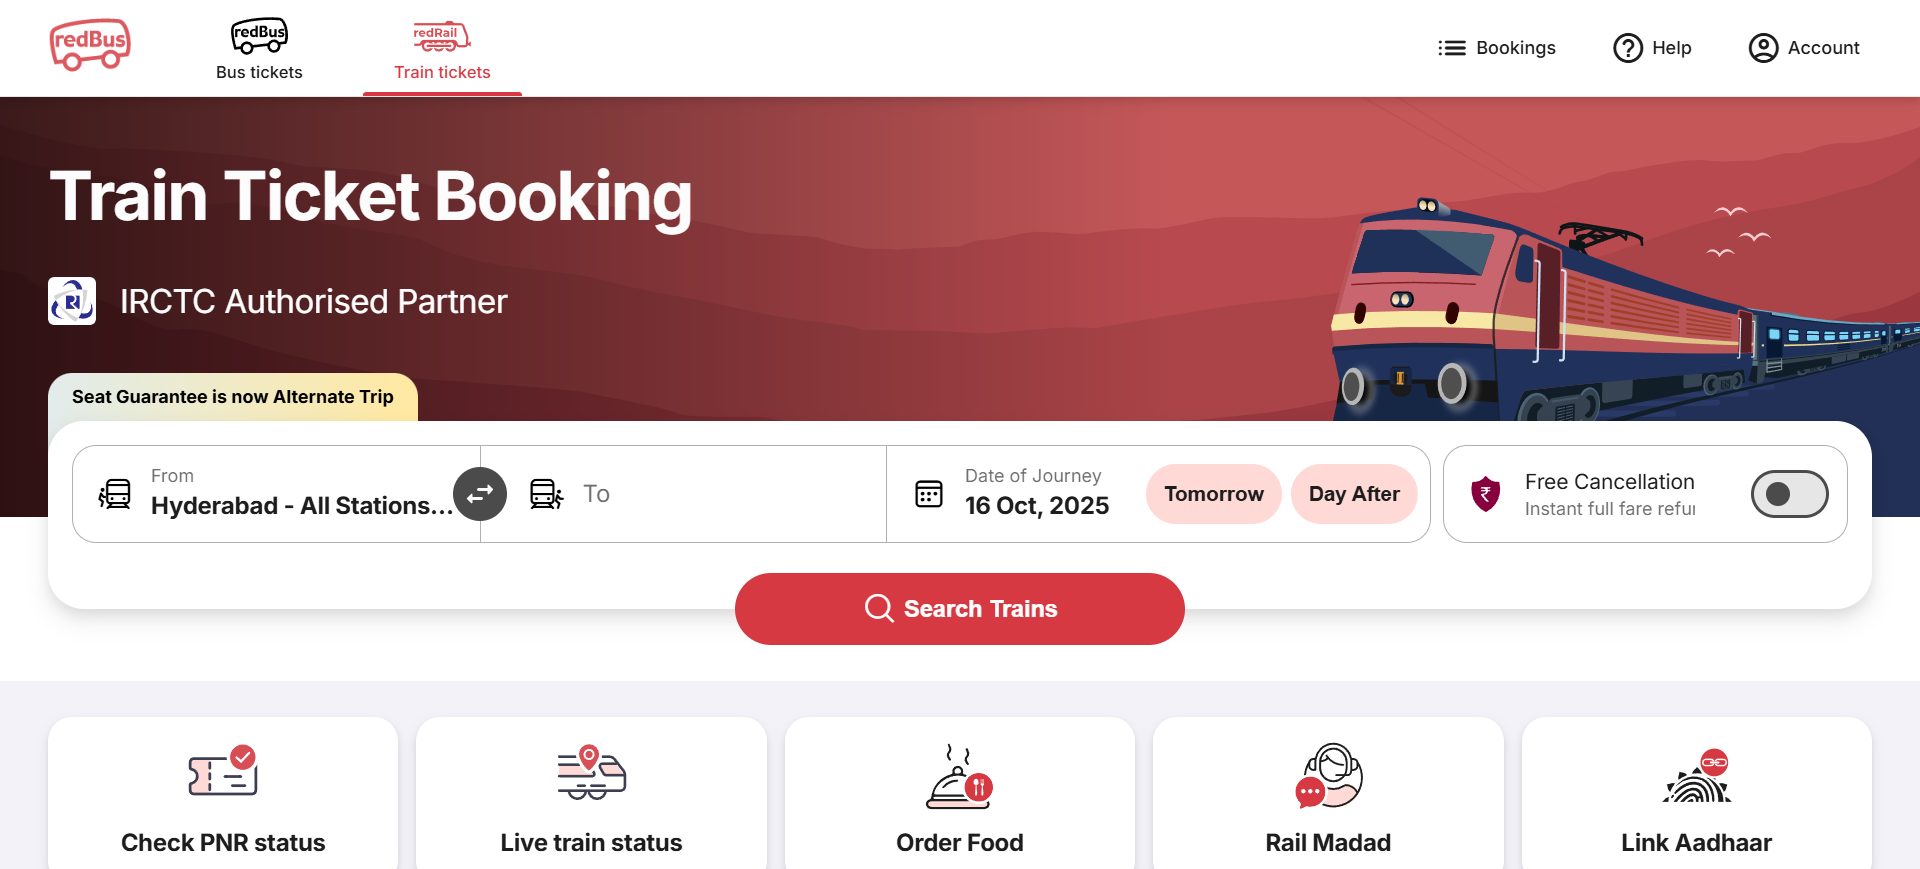 redBus
redBus
Bus tickets
redRail
Train tickets
Bookings
Help
Account
Train Ticket Booking
IRCTC Authorised Partner
Seat Guarantee is now Alternate Trip
From
Hyderabad - All Stations...
To
Date of Journey
16 Oct, 2025
Tomorrow
Day After
Free Cancellation
Instant full fare refu
Search Trains
Check PNR status
Live train status
Order Food
Rail Madad
Link Aadhaar